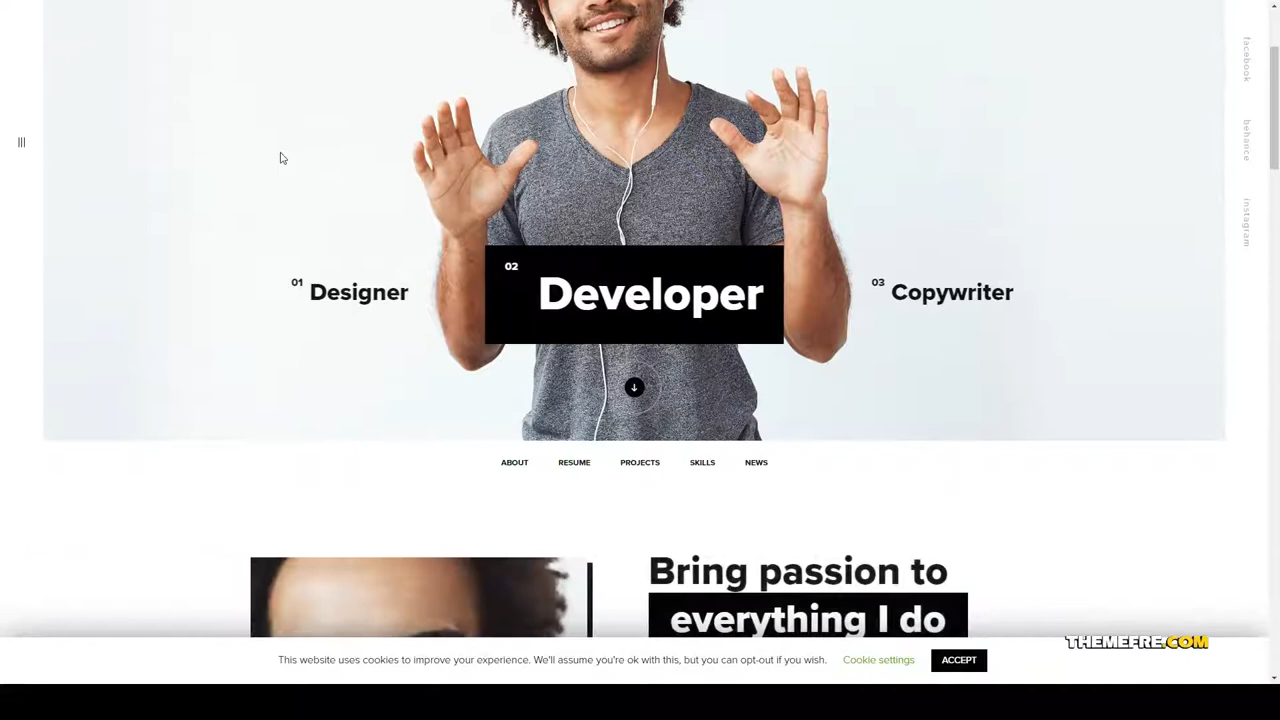 facebook
behance
instagram
01 Designer
02 Developer
03 Copywriter
ABOUT RESUME PROJECTS SKILLS NEWS
Bring passion to
everything I do
THEMEFRE.COM
This website uses cookies to improve your experience. We'll assume you're ok with this, but you can opt-out if you wish. Cookie settings ACCEPT